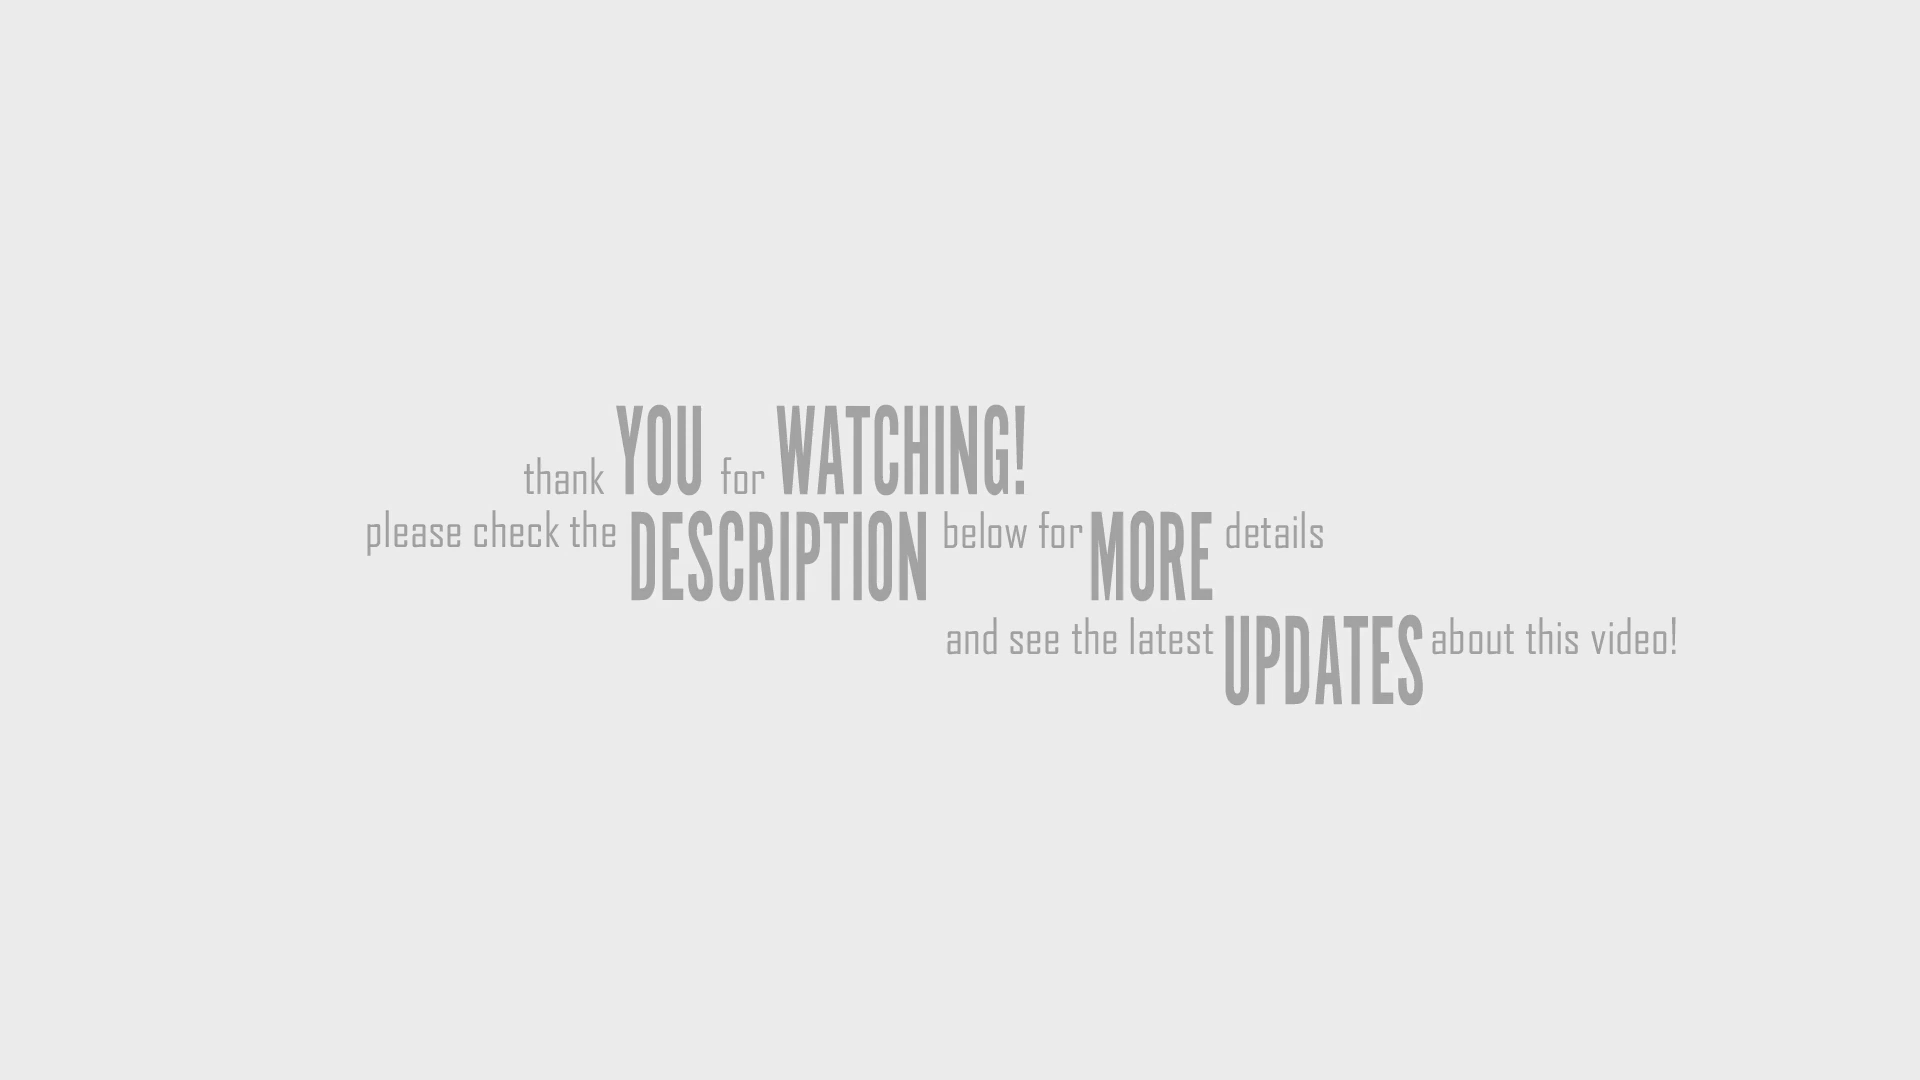 thank YOU for WATCHING!
please check the DESCRIPTION below for MORE details
and see the latest UPDATES about this video!